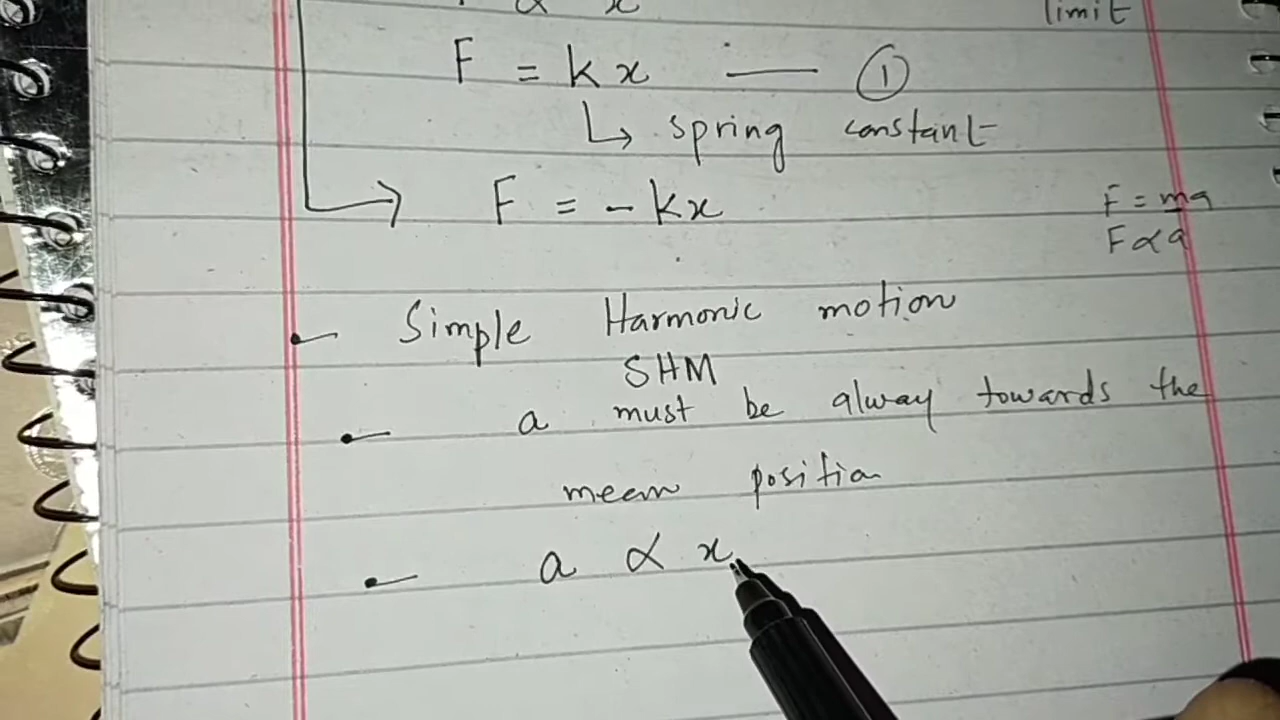 α x
limit
F = kx — ①
↳ spring constant
F = - kx
F = ma
F α a
Simple Harmonic motion
SHM
a must be alway towards the
mean position
a α x